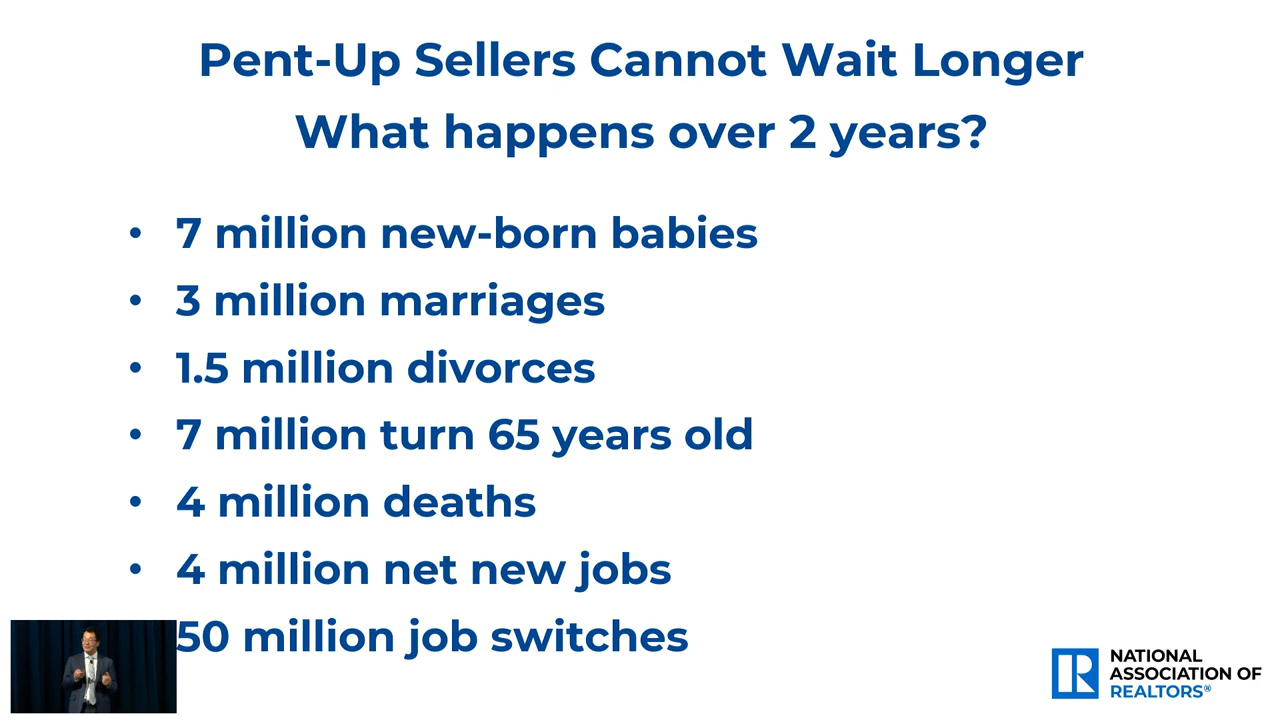 Pent-Up Sellers Cannot Wait Longer
What happens over 2 years?
• 7 million new-born babies
• 3 million marriages
• 1.5 million divorces
• 7 million turn 65 years old
• 4 million deaths
• 4 million net new jobs
50 million job switches
NATIONAL
ASSOCIATION OF
REALTORS®